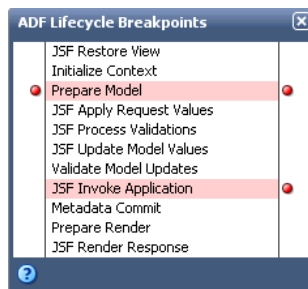 ADF Lifecycle Breakpoints
JSF Restore View
Initialize Context
Prepare Model
JSF Apply Request Values
JSF Process Validations
JSF Update Model Values
Validate Model Updates
JSF Invoke Application
Metadata Commit
Prepare Render
JSF Render Response
?